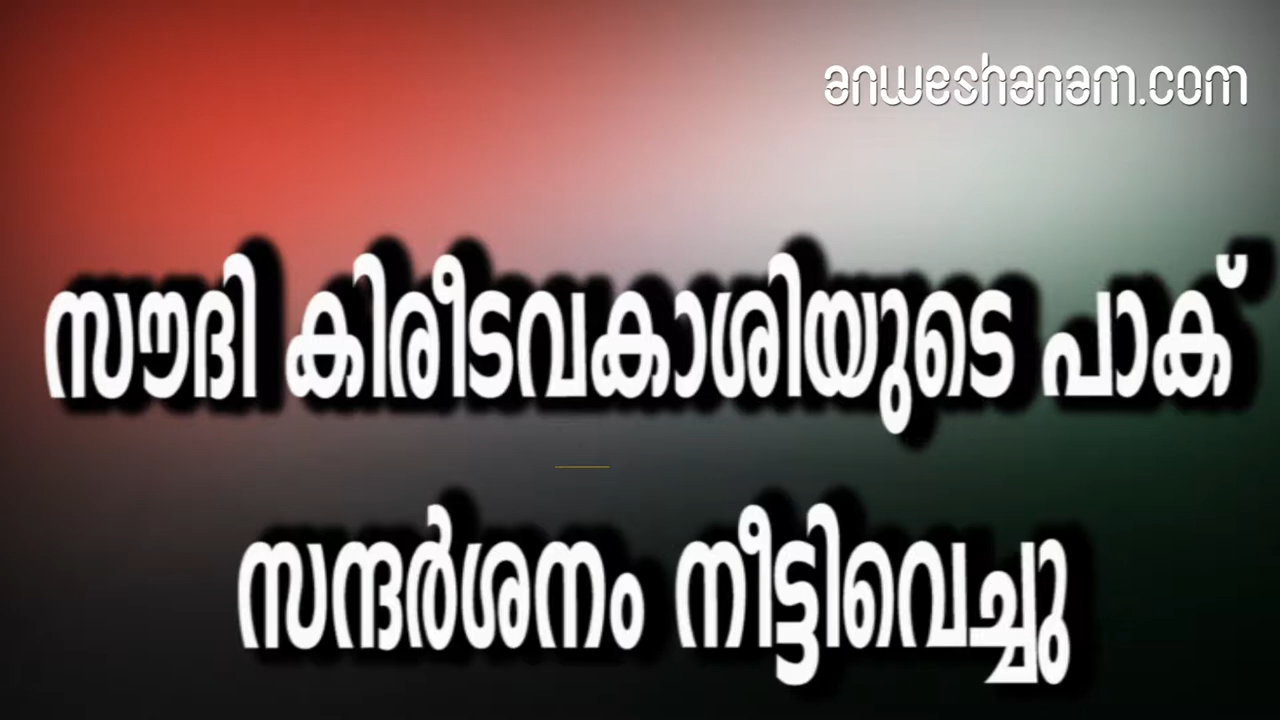 anweshanam.com
സൗദി കിരീടവകാശിയുടെ പാക്
സന്ദർശനം നീട്ടിവെച്ചു